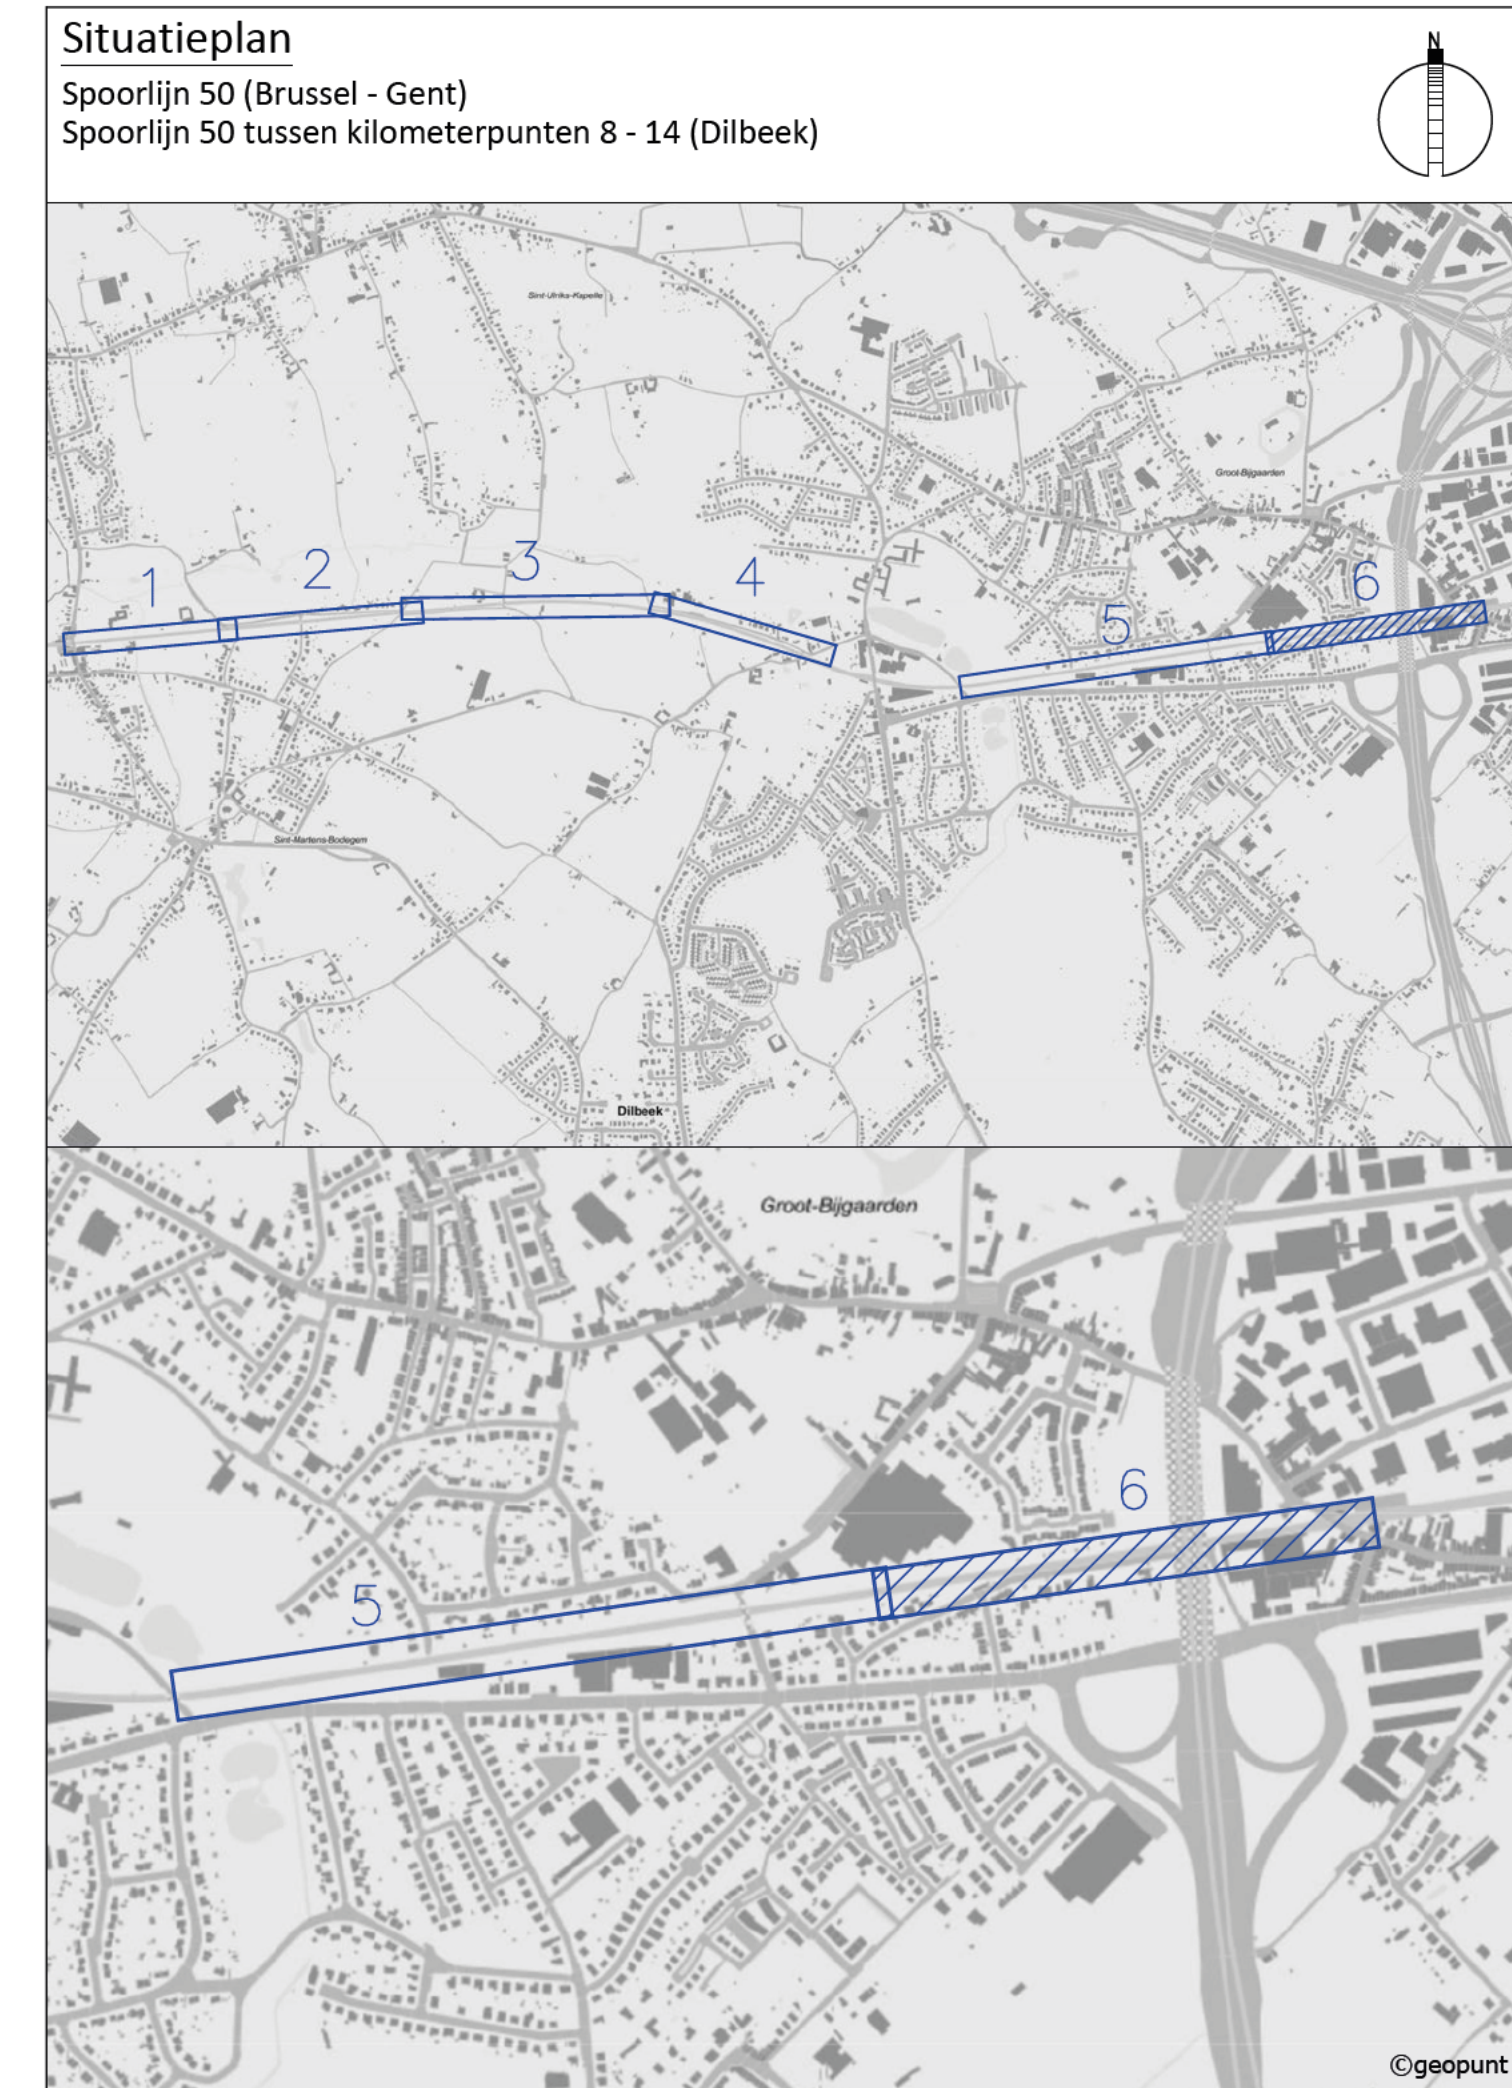 Situatieplan
N
Spoorlijn 50 (Brussel - Gent)
Spoorlijn 50 tussen kilometerpunten 8 - 14 (Dilbeek)
Sint-Ulriks-Kapelle
Groot-Bijgaarden
1
2
3
4
5
6
Sint-Martens-Bodegem
Dilbeek
Groot-Bijgaarden
6
5
©geopunt